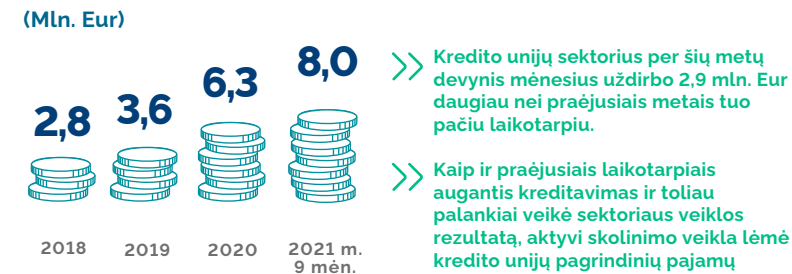 (Mln. Eur)
2,8
3,6
6,3
8,0
2018
2019
2020
2021 m.
9 mėn.
Kredito unijų sektorius per šių metų
devynis mėnesius uždirbo 2,9 mln. Eur
daugiau nei praėjusiais metais tuo
pačiu laikotarpiu.
Kaip ir praėjusiais laikotarpiais
augantis kreditavimas ir toliau
palankiai veikė sektoriaus veiklos
rezultatą, aktyvi skolinimo veikla lėmė
kredito unijų pagrindinių pajamų